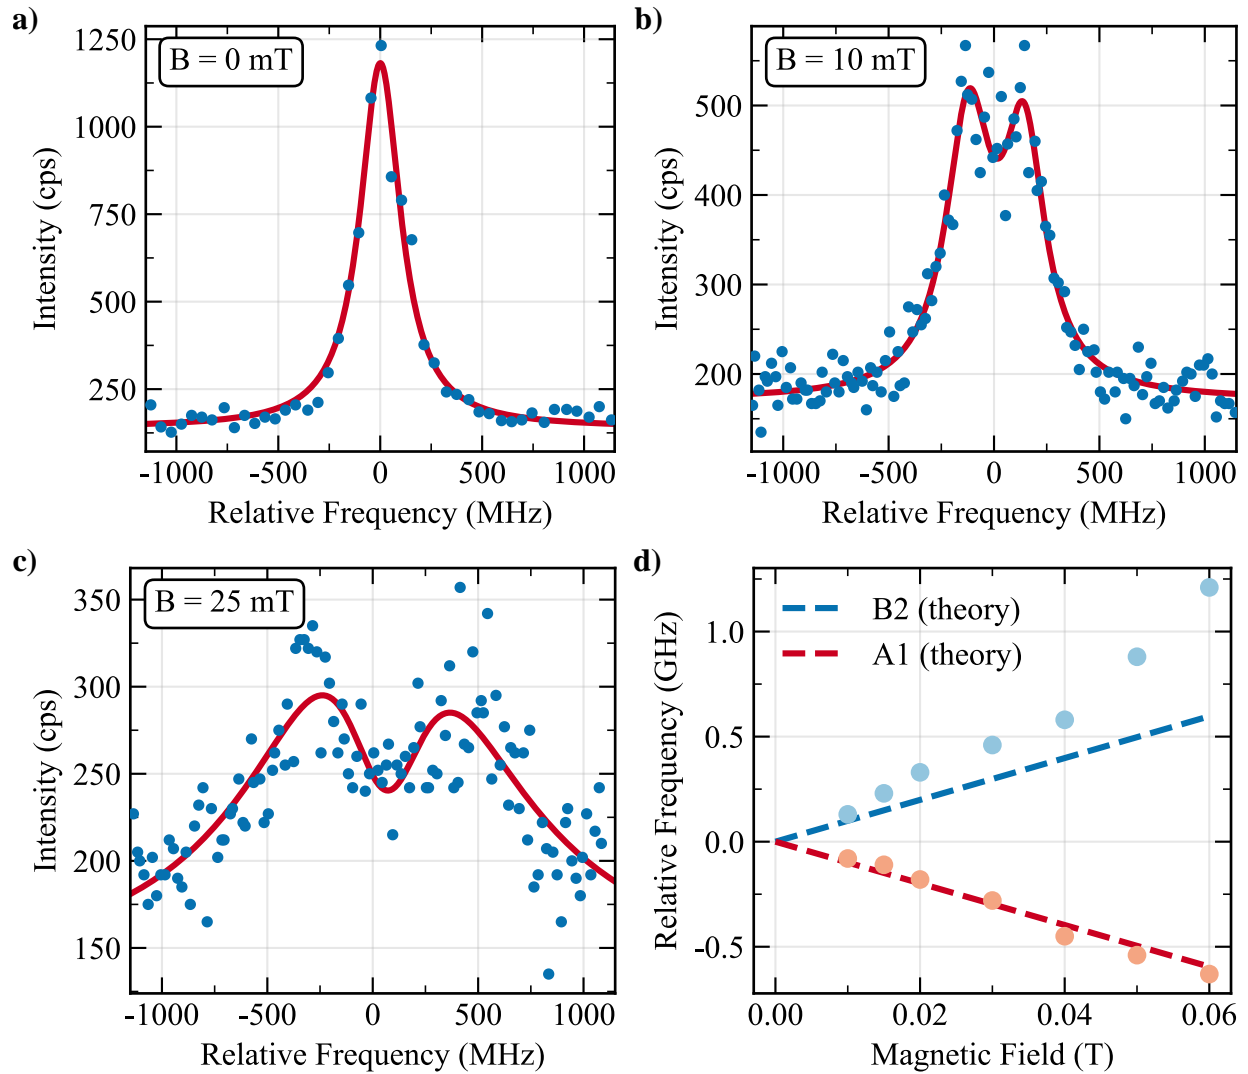 a)
B = 0 mT
1250
1000
750
500
250
-1000
-500
0
500
1000
Intensity (cps)
Relative Frequency (MHz)
b)
B = 10 mT
500
400
300
200
-1000
-500
0
500
1000
Intensity (cps)
Relative Frequency (MHz)
c)
B = 25 mT
350
300
250
200
150
-1000
-500
0
500
1000
Intensity (cps)
Relative Frequency (MHz)
d)
B2 (theory)
A1 (theory)
1.0
0.5
0.0
-0.5
0.00
0.02
0.04
0.06
Relative Frequency (GHz)
Magnetic Field (T)